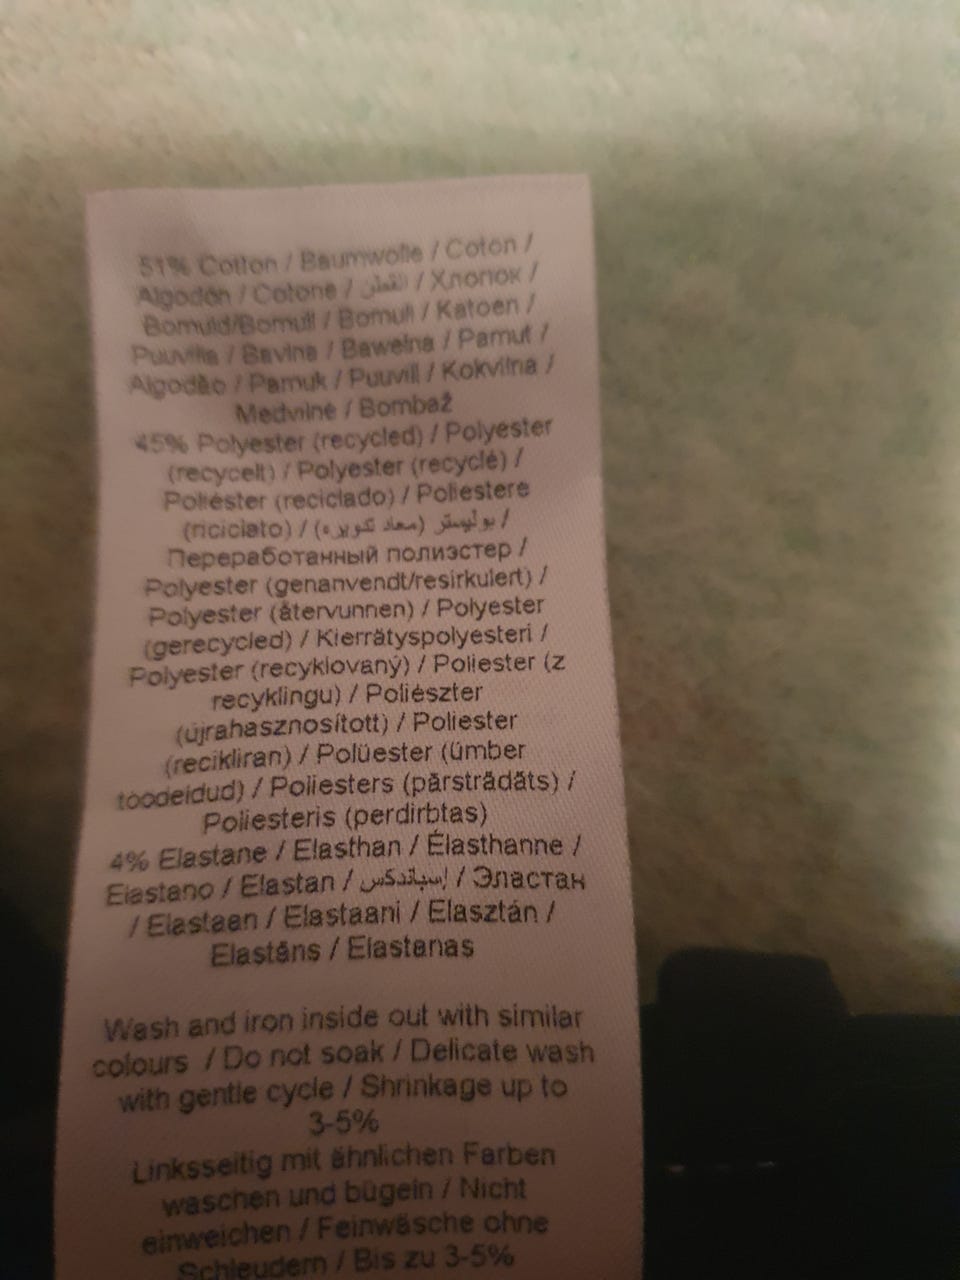 51% Cotton / Baumwolle / Coton /
Algodón / Cotone / القطن / Хлопок /
Bomuld/Bomull / Bomull / Katoen /
Puuvilla / Bavlna / Bawełna / Pamut /
Algodão / Pamuk / Puuvill / Kokvilna /
Medvilnė / Bombaž
45% Polyester (recycled) / Polyester
(recycelt) / Polyester (recyclé) /
Poliéster (reciclado) / Poliestere
(riciclato) / بوليستر (معاد تدويره) /
Переработанный полиэстер /
Polyester (genanvendt/resirkulert) /
Polyester (återvunnen) / Polyester
(gerecycled) / Kierrätyspolyesteri /
Polyester (recyklovaný) / Poliester (z
recyklingu) / Poliészter
(újrahasznosított) / Poliester
(recikliran) / Polüester (ümber
töödeldud) / Poliesters (pārstrādāts) /
Poliesteris (perdirbtas)
4% Elastane / Elasthan / Élasthanne /
Elastano / Elastan / إسباندكس / Эластан
/ Elastaan / Elastaani / Elasztán /
Elastāns / Elastanas
Wash and iron inside out with similar
colours / Do not soak / Delicate wash
with gentle cycle / Shrinkage up to
3-5%
Linksseitig mit ähnlichen Farben
waschen und bügeln / Nicht
einweichen / Feinwäsche ohne
Schleudern / Bis zu 3-5%